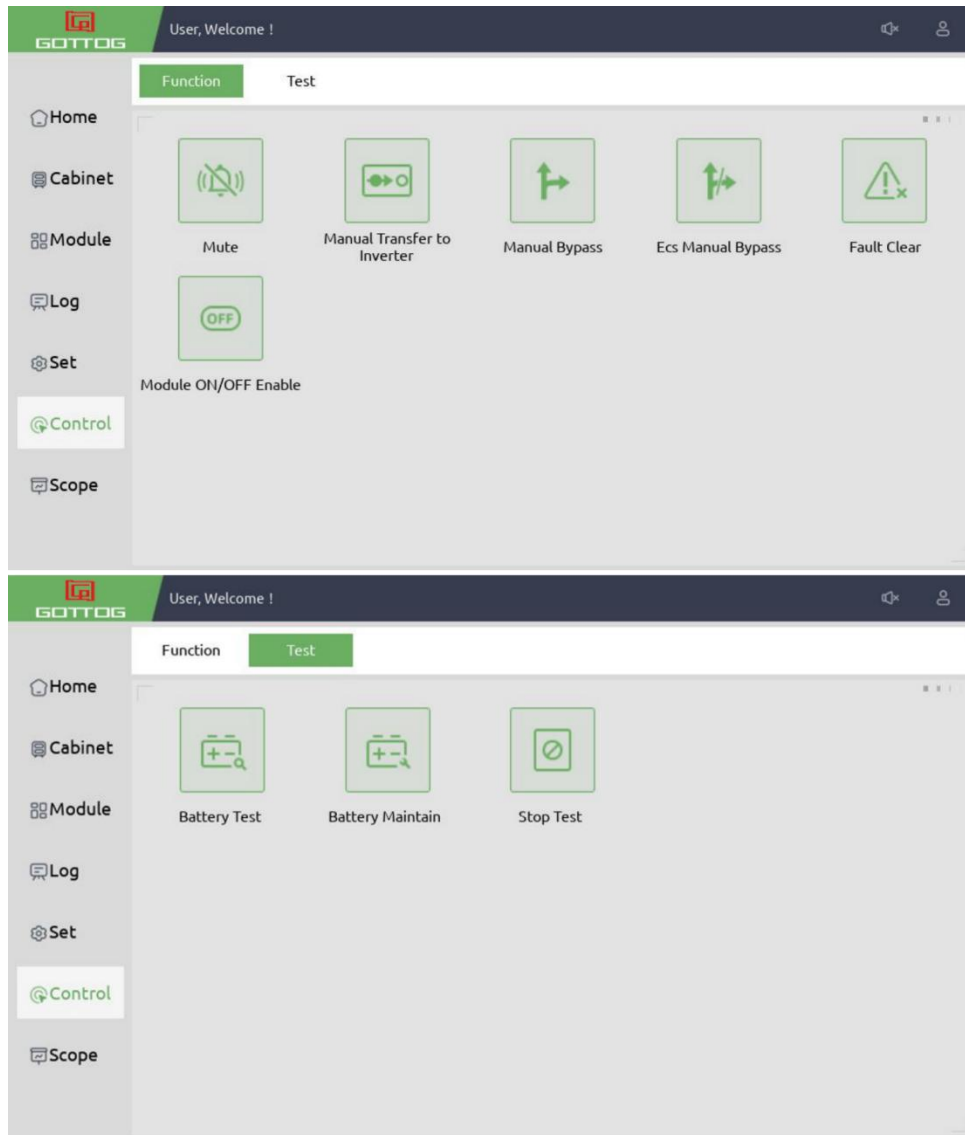 GOTTOG
User, Welcome !
Function Test
Home
Cabinet
Module
Log
Set
Control
Scope
Mute
Manual Transfer to
Inverter
Manual Bypass
Ecs Manual Bypass
Fault Clear
OFF
Module ON/OFF Enable
GOTTOG
User, Welcome !
Function Test
Home
Cabinet
Module
Log
Set
Control
Scope
Battery Test
Battery Maintain
Stop Test